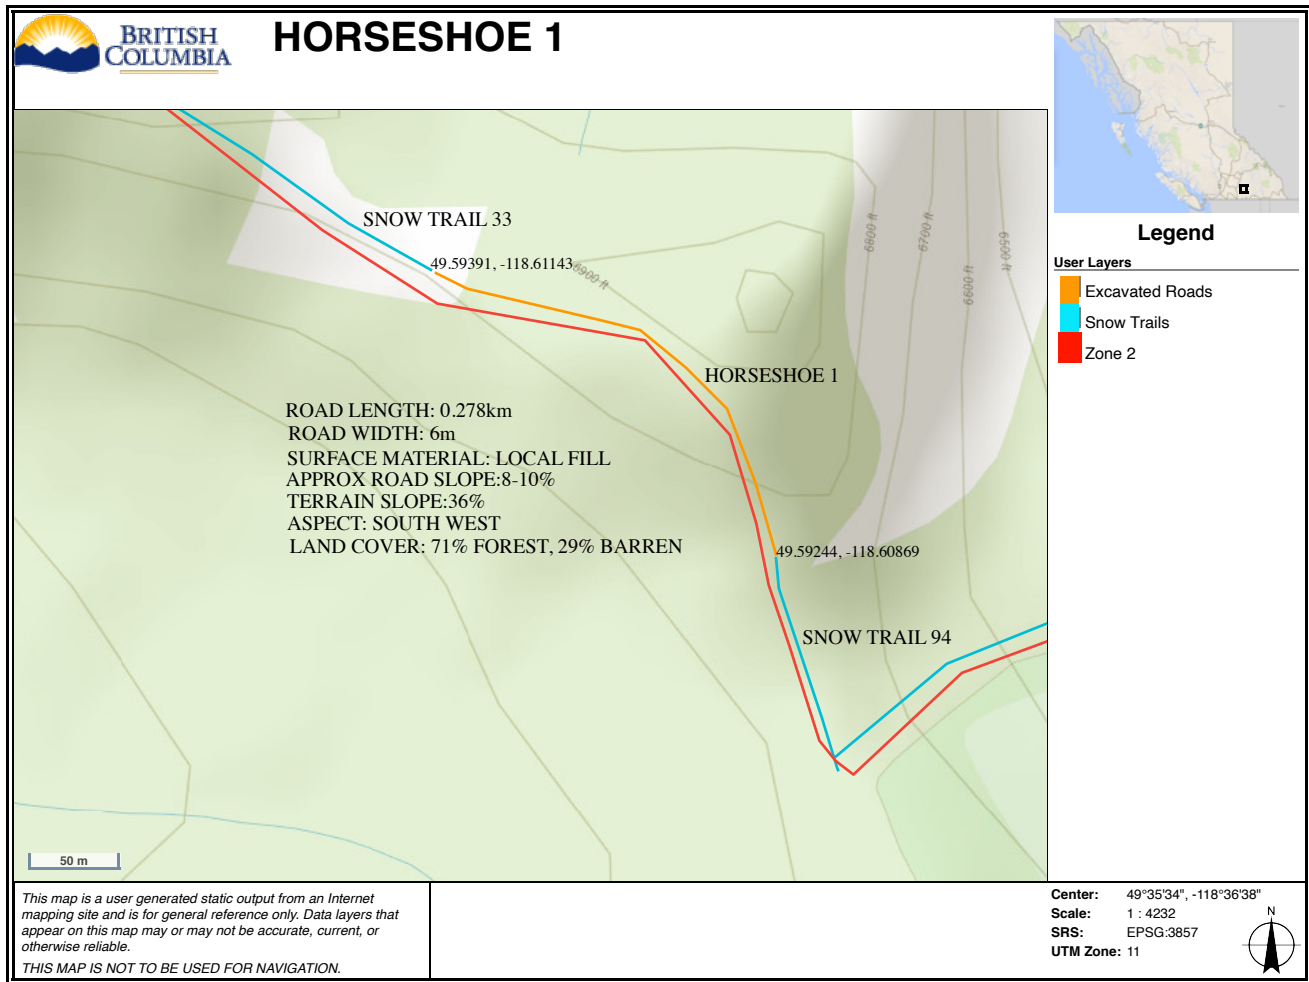 BRITISH
COLUMBIA
HORSESHOE 1
SNOW TRAIL 33
49.59391, -118.61143
6900 ft
6800 ft
6700 ft
6600 ft
6500 ft
HORSESHOE 1
ROAD LENGTH: 0.278km
ROAD WIDTH: 6m
SURFACE MATERIAL: LOCAL FILL
APPROX ROAD SLOPE:8-10%
TERRAIN SLOPE:36%
ASPECT: SOUTH WEST
LAND COVER: 71% FOREST, 29% BARREN
49.59244, -118.60869
SNOW TRAIL 94
50 m
Legend
User Layers
Excavated Roads
Snow Trails
Zone 2
This map is a user generated static output from an Internet
mapping site and is for general reference only. Data layers that
appear on this map may or may not be accurate, current, or
otherwise reliable.
THIS MAP IS NOT TO BE USED FOR NAVIGATION.
Center: 49°35'34", -118°36'38"
Scale: 1 : 4232
SRS: EPSG:3857
UTM Zone: 11
N